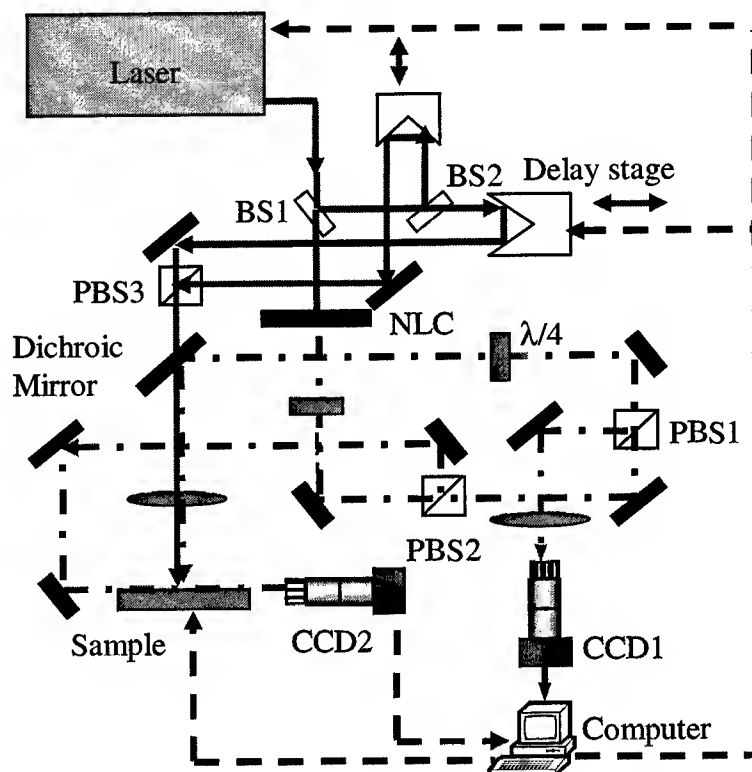 Laser
BS2
Delay stage
BS1
PBS3
NLC
λ/4
Dichroic
Mirror
PBS1
PBS2
Sample
CCD2
CCD1
Computer